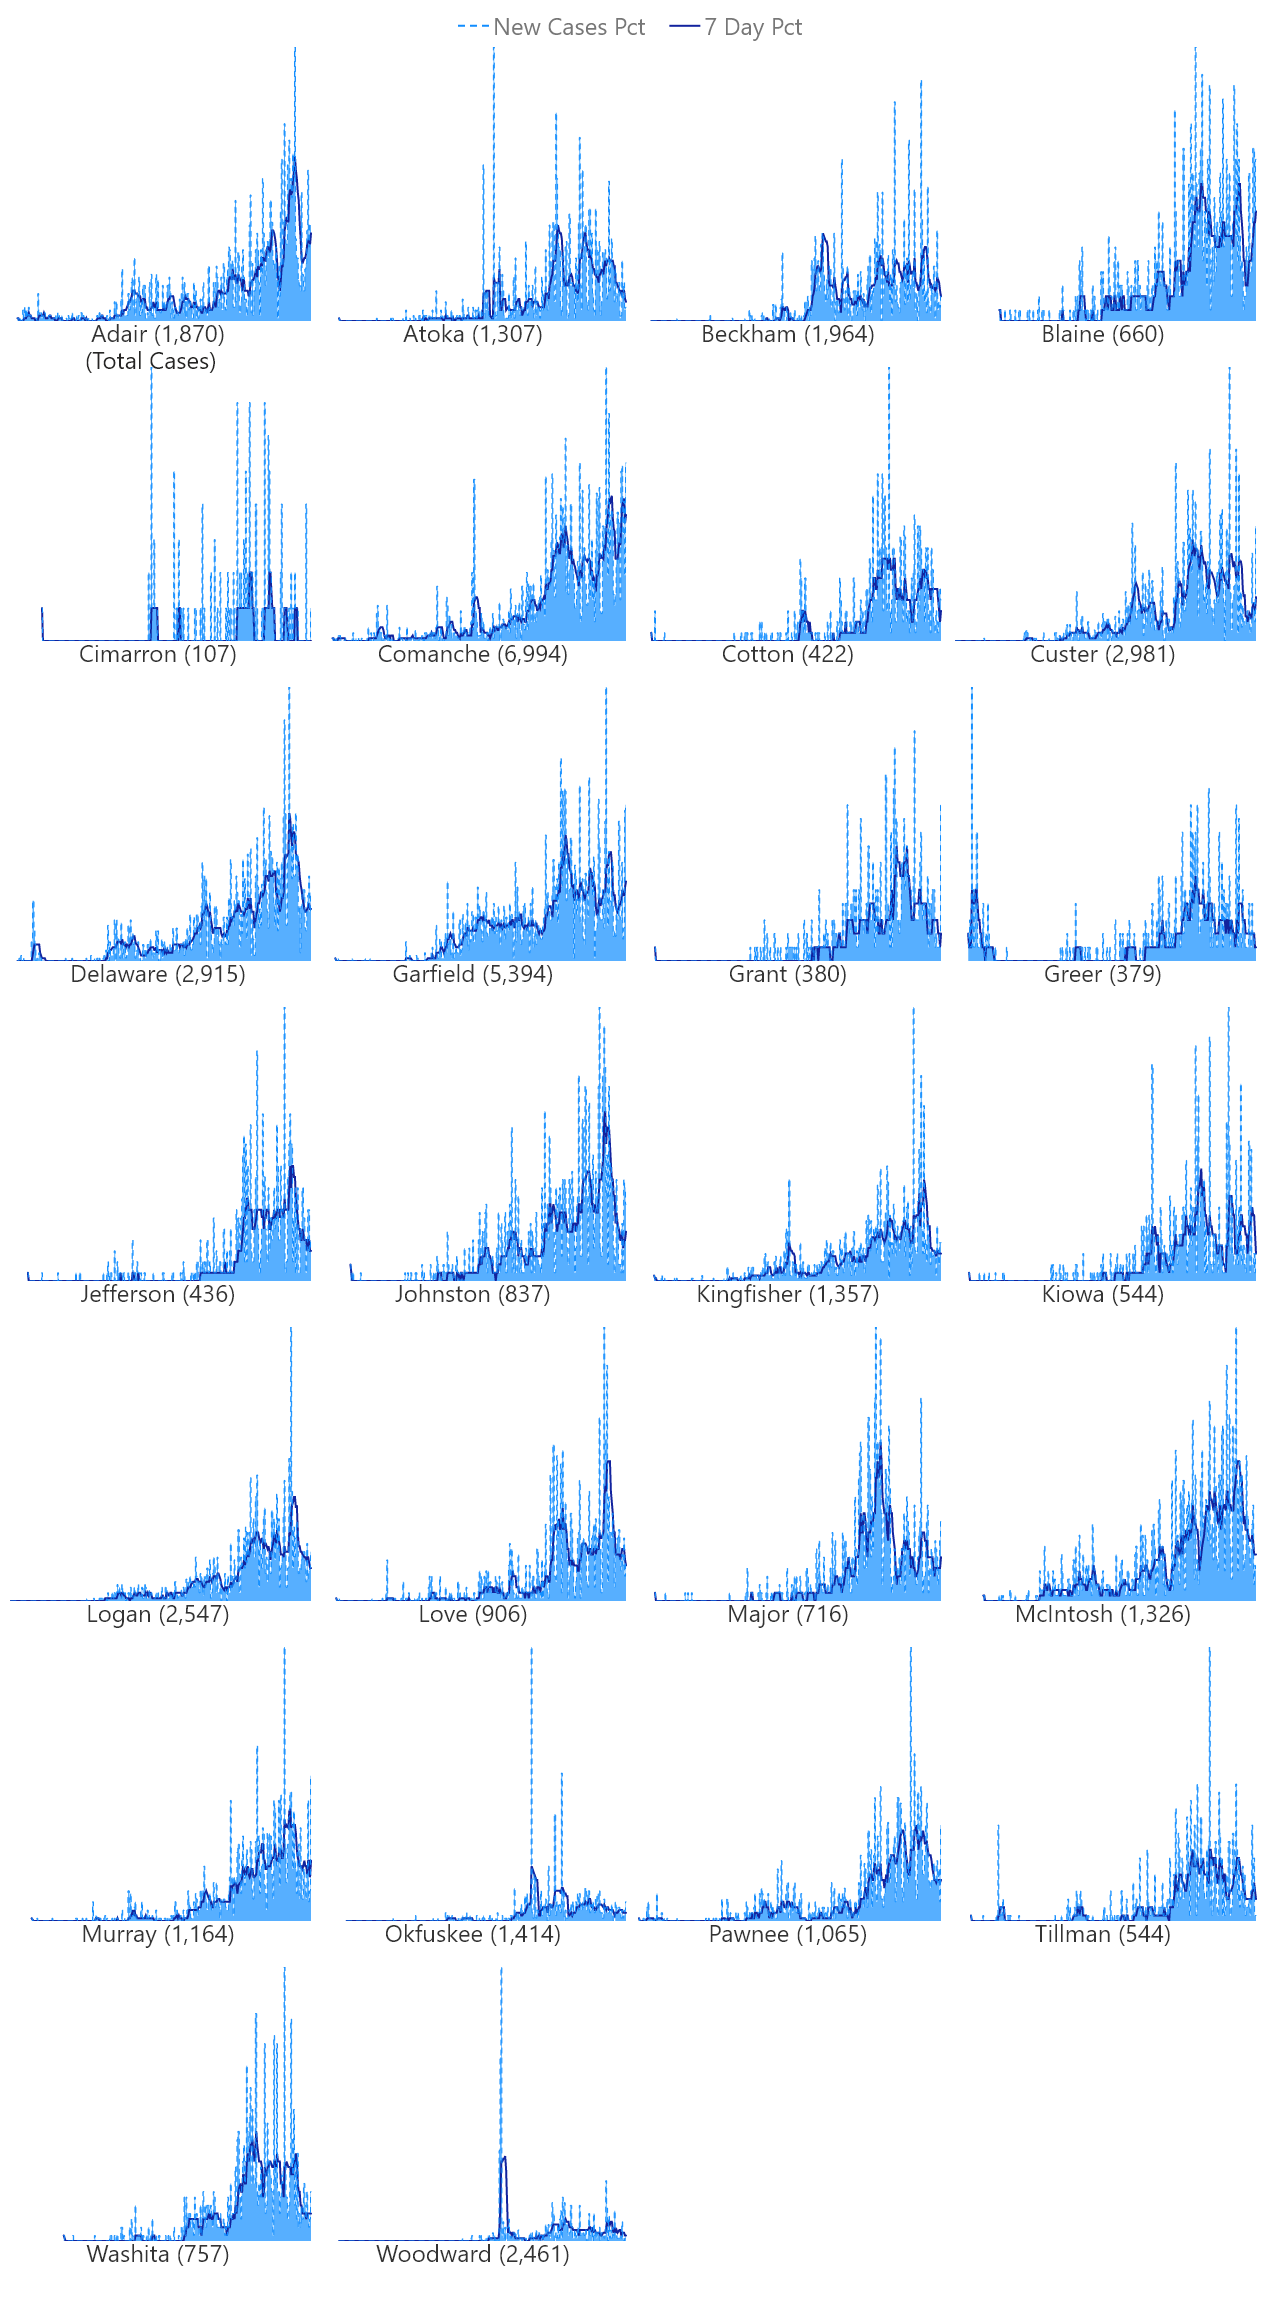 New Cases Pct 7 Day Pct
Adair (1,870) Atoka (1,307) Beckham (1,964) Blaine (660)
(Total Cases)
Cimarron (107) Comanche (6,994) Cotton (422) Custer (2,981)
Delaware (2,915) Garfield (5,394) Grant (380) Greer (379)
Jefferson (436) Johnston (837) Kingfisher (1,357) Kiowa (544)
Logan (2,547) Love (906) Major (716) McIntosh (1,326)
Murray (1,164) Okfuskee (1,414) Pawnee (1,065) Tillman (544)
Washita (757) Woodward (2,461)